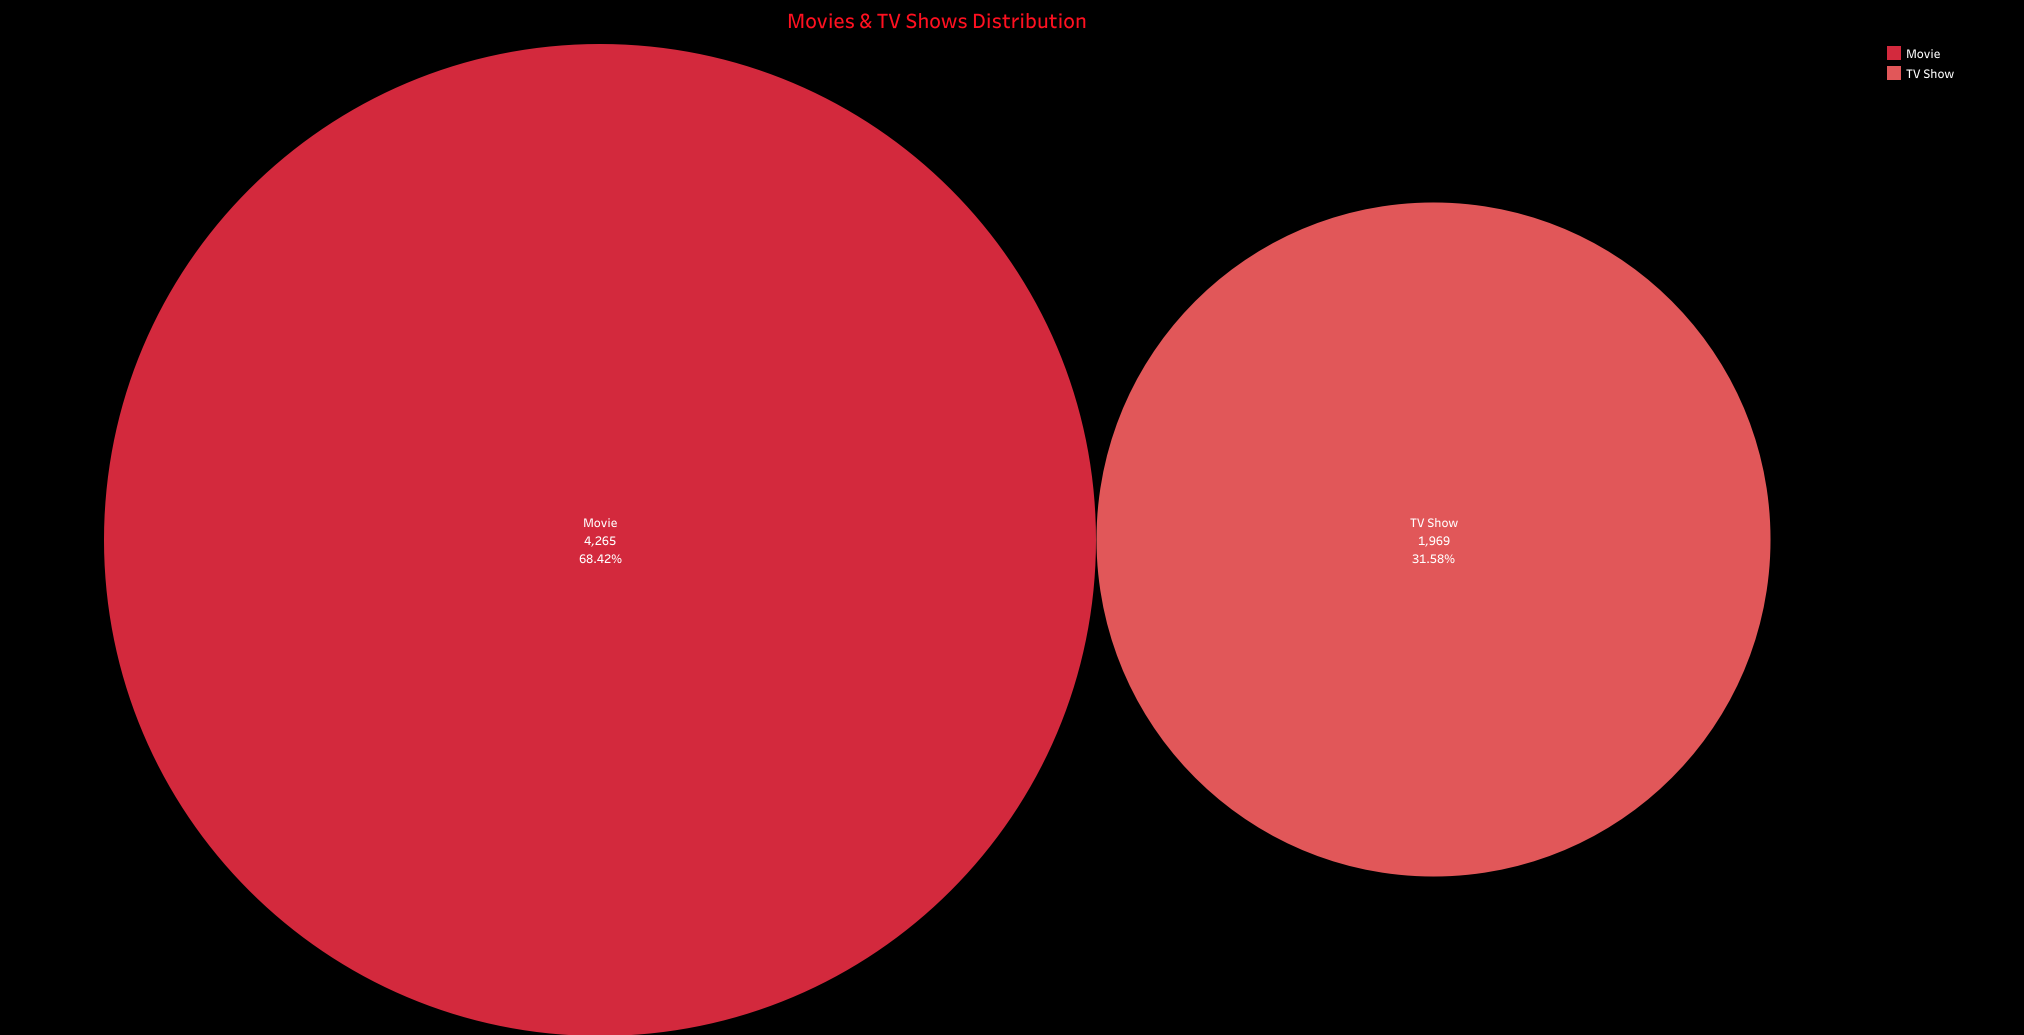 Movies & TV Shows Distribution
Movie
TV Show
Movie
4,265
68.42%
TV Show
1,969
31.58%